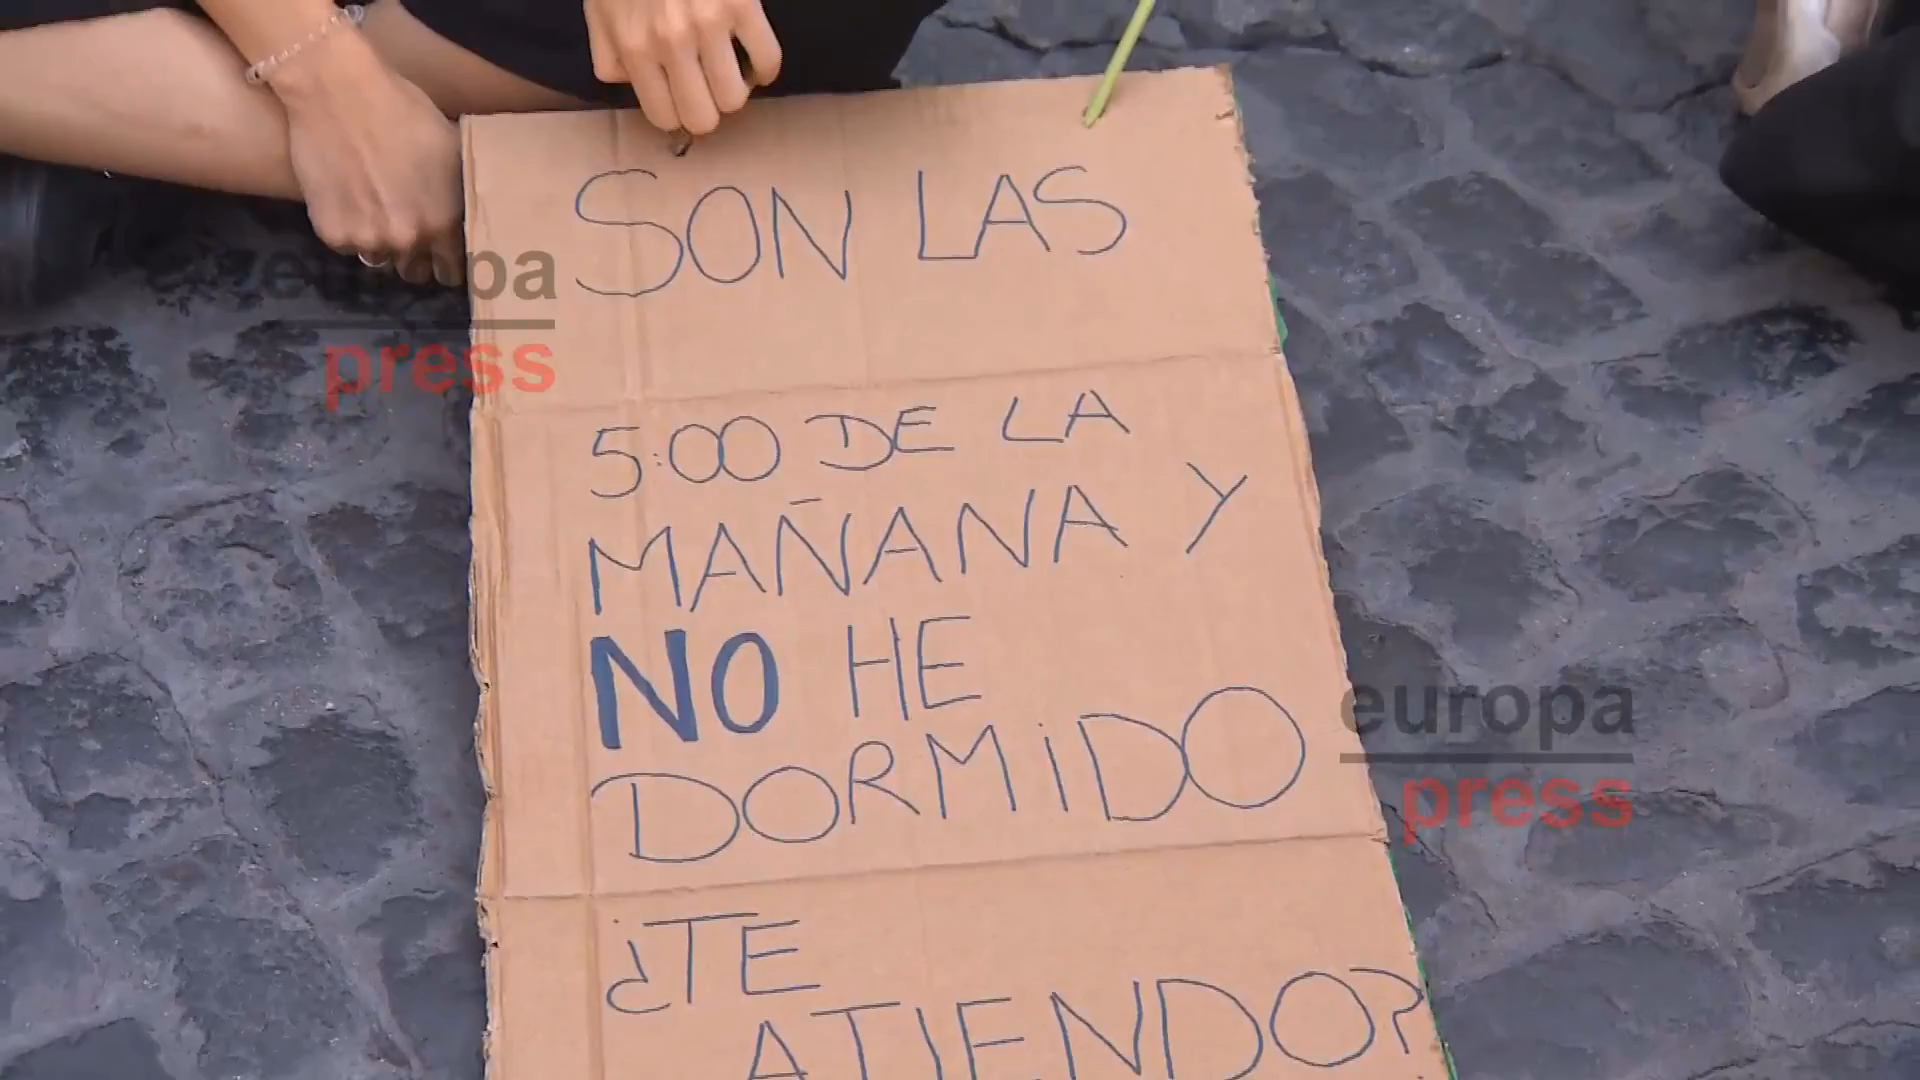 SON LAS
5:00 DE LA
MAÑANA Y
NO HE
DORMiDO
¿TE
ATIENDO?
europa
press
europa
press